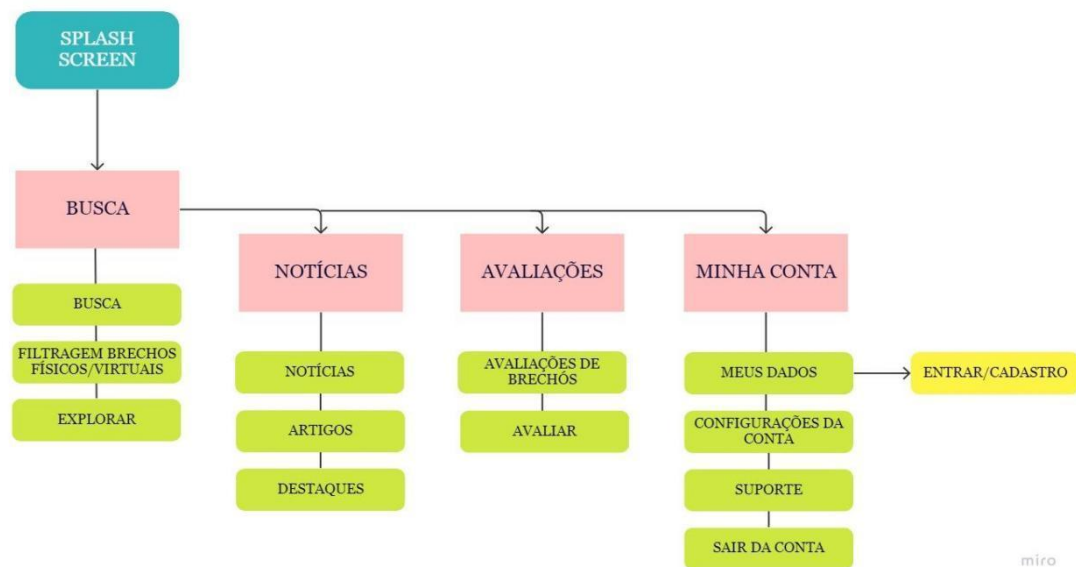 SPLASH
SCREEN
BUSCA
NOTÍCIAS
AVALIAÇÕES
MINHA CONTA
BUSCA
FILTRAGEM BRECHOS
FÍSICOS/VIRTUAIS
EXPLORAR
NOTÍCIAS
ARTIGOS
DESTAQUES
AVALIAÇÕES DE
BRECHÓS
AVALIAR
MEUS DADOS
ENTRAR/CADASTRO
CONFIGURAÇÕES DA
CONTA
SUPORTE
SAIR DA CONTA
miro